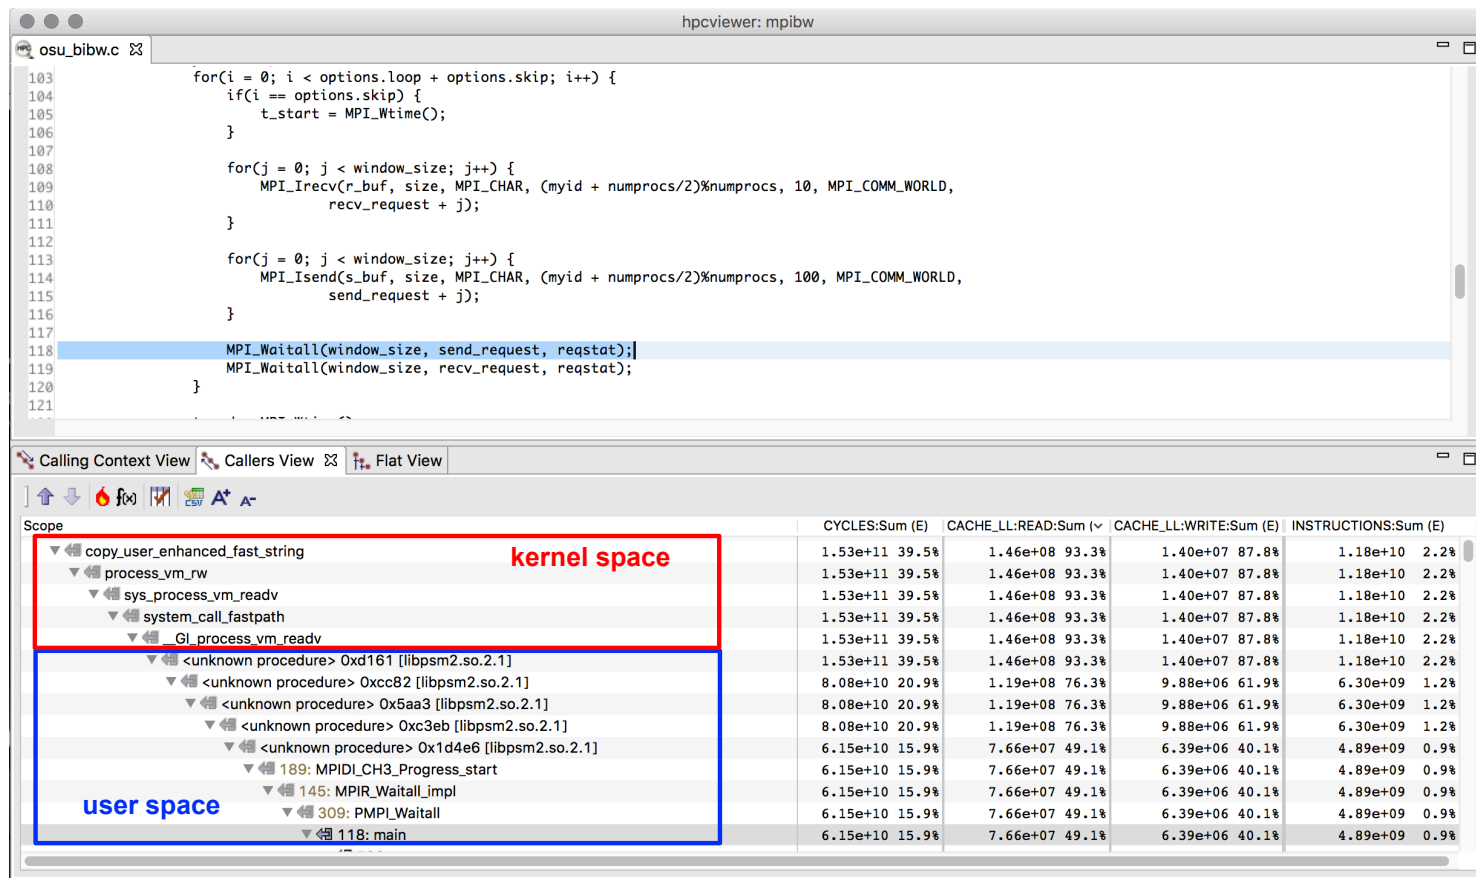 hpcviewer: mpibw
osu_bibw.c
103 for(i = 0; i < options.loop + options.skip; i++) {
104 if(i == options.skip) {
105 t_start = MPI_Wtime();
106 }
107
108 for(j = 0; j < window_size; j++) {
109 MPI_Irecv(r_buf, size, MPI_CHAR, (myid + numprocs/2)%numprocs, 10, MPI_COMM_WORLD,
110 recv_request + j);
111 }
112
113 for(j = 0; j < window_size; j++) {
114 MPI_Isend(s_buf, size, MPI_CHAR, (myid + numprocs/2)%numprocs, 100, MPI_COMM_WORLD,
115 send_request + j);
116 }
117
118 MPI_Waitall(window_size, send_request, reqstat);
119 MPI_Waitall(window_size, recv_request, reqstat);
120 }
121
Calling Context View Callers View Flat View
f(x) CSV A+ A-
Scope CYCLES:Sum (E) CACHE_LL:READ:Sum ( CACHE_LL:WRITE:Sum (E) INSTRUCTIONS:Sum (E)
copy_user_enhanced_fast_string kernel space 1.53e+11 39.5% 1.46e+08 93.3% 1.40e+07 87.8% 1.18e+10 2.2%
process_vm_rw 1.53e+11 39.5% 1.46e+08 93.3% 1.40e+07 87.8% 1.18e+10 2.2%
sys_process_vm_readv 1.53e+11 39.5% 1.46e+08 93.3% 1.40e+07 87.8% 1.18e+10 2.2%
system_call_fastpath 1.53e+11 39.5% 1.46e+08 93.3% 1.40e+07 87.8% 1.18e+10 2.2%
__GI_process_vm_readv 1.53e+11 39.5% 1.46e+08 93.3% 1.40e+07 87.8% 1.18e+10 2.2%
<unknown procedure> 0xd161 [libpsm2.so.2.1] 1.53e+11 39.5% 1.46e+08 93.3% 1.40e+07 87.8% 1.18e+10 2.2%
<unknown procedure> 0xcc82 [libpsm2.so.2.1] 8.08e+10 20.9% 1.19e+08 76.3% 9.88e+06 61.9% 6.30e+09 1.2%
<unknown procedure> 0x5aa3 [libpsm2.so.2.1] 8.08e+10 20.9% 1.19e+08 76.3% 9.88e+06 61.9% 6.30e+09 1.2%
<unknown procedure> 0xc3eb [libpsm2.so.2.1] 8.08e+10 20.9% 1.19e+08 76.3% 9.88e+06 61.9% 6.30e+09 1.2%
<unknown procedure> 0x1d4e6 [libpsm2.so.2.1] 6.15e+10 15.9% 7.66e+07 49.1% 6.39e+06 40.1% 4.89e+09 0.9%
189: MPIDI_CH3_Progress_start 6.15e+10 15.9% 7.66e+07 49.1% 6.39e+06 40.1% 4.89e+09 0.9%
145: MPIR_Waitall_impl 6.15e+10 15.9% 7.66e+07 49.1% 6.39e+06 40.1% 4.89e+09 0.9%
user space 309: PMPI_Waitall 6.15e+10 15.9% 7.66e+07 49.1% 6.39e+06 40.1% 4.89e+09 0.9%
118: main 6.15e+10 15.9% 7.66e+07 49.1% 6.39e+06 40.1% 4.89e+09 0.9%